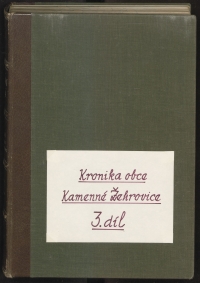 Kronika obce
Kamenné Žehrovice
3. díl